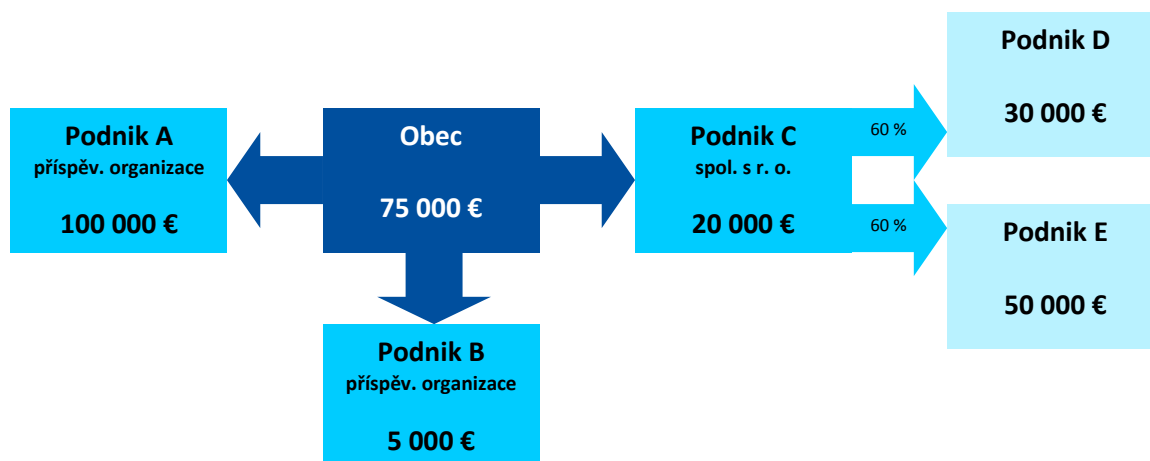 Podnik D
30 000 €
Podnik A
příspěv. organizace
100 000 €
Obec
75 000 €
Podnik C
spol. s r. o.
20 000 €
60 %
60 %
Podnik E
50 000 €
Podnik B
příspěv. organizace
5 000 €